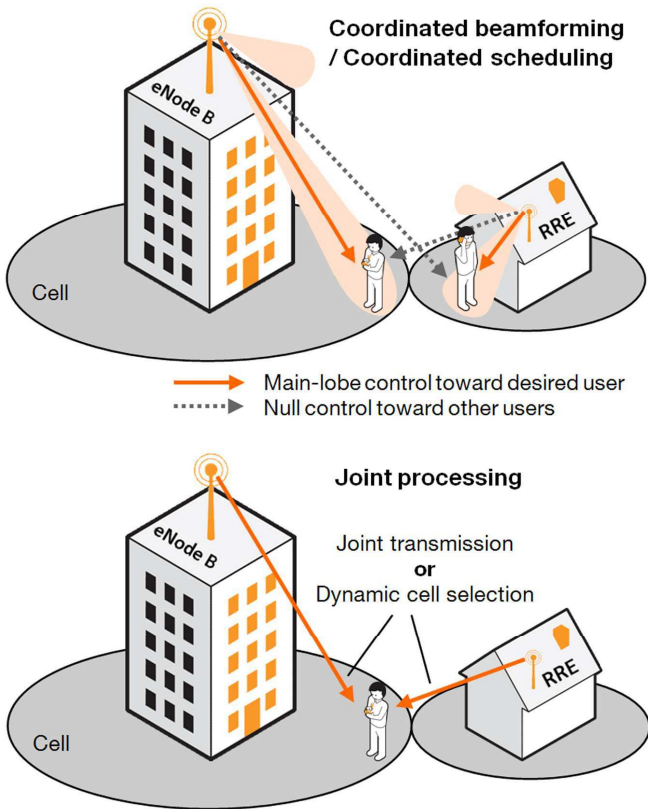 Coordinated beamforming
/ Coordinated scheduling
eNode B
RRE
Cell
Main-lobe control toward desired user
Null control toward other users
Joint processing
eNode B
Joint transmission
or
Dynamic cell selection
RRE
Cell